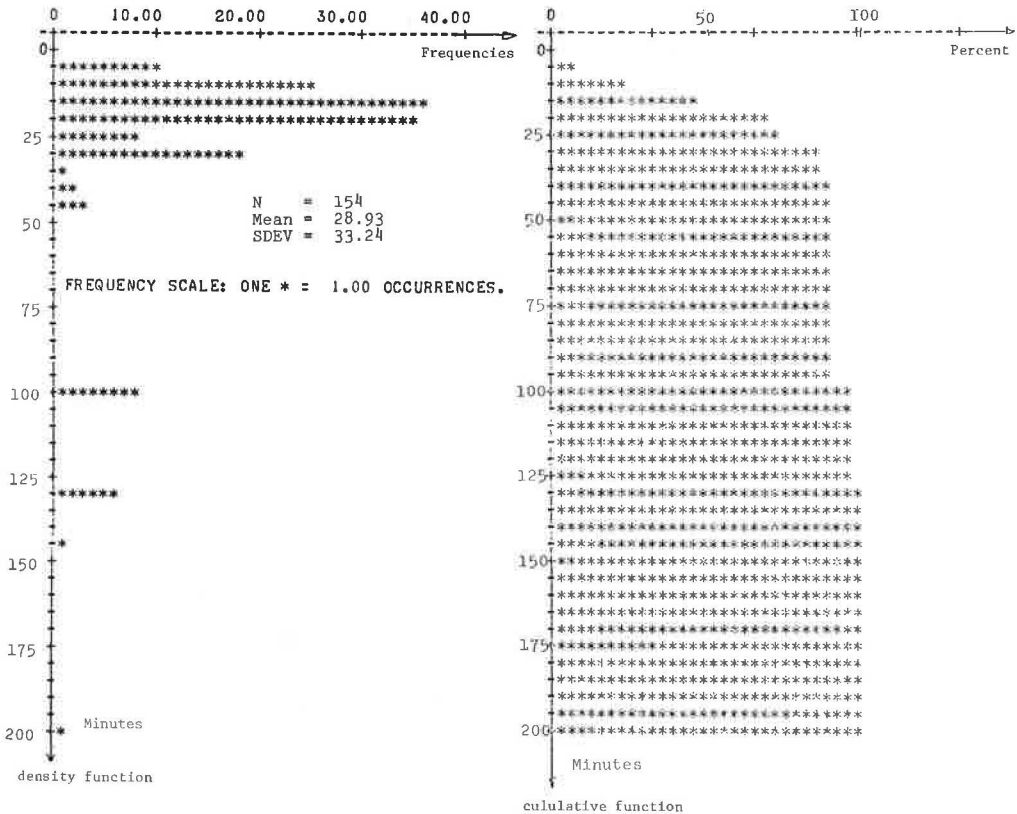 0 10.00 20.00 30.00 40.00
Frequencies
0
25
50
75
100
125
150
175
200
N = 154
Mean = 28.93
SDEV = 33.24
FREQUENCY SCALE: ONE * = 1.00 OCCURRENCES.
Minutes
density function
0 50 100
Percent
0
25
50
75
100
125
150
175
200
Minutes
cululative function